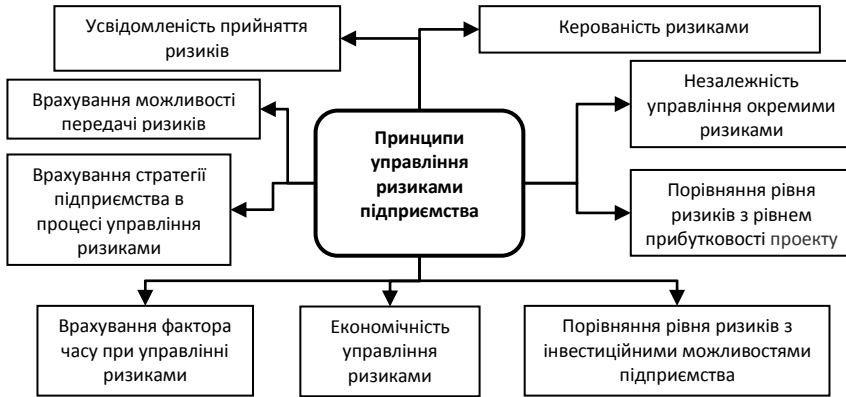 Усвідомленість прийняття
ризиків
Керованість ризиками
Врахування можливості
передачі ризиків
Незалежність
управління окремими
ризиками
Принципи
управління
ризиками
підприємства
Врахування стратегії
підприємства в
процесі управління
ризиками
Порівняння рівня
ризиків з рівнем
прибутковості проекту
Врахування фактора
часу при управлінні
ризиками
Економічність
управління
ризиками
Порівняння рівня ризиків з
інвестиційними можливостями
підприємства